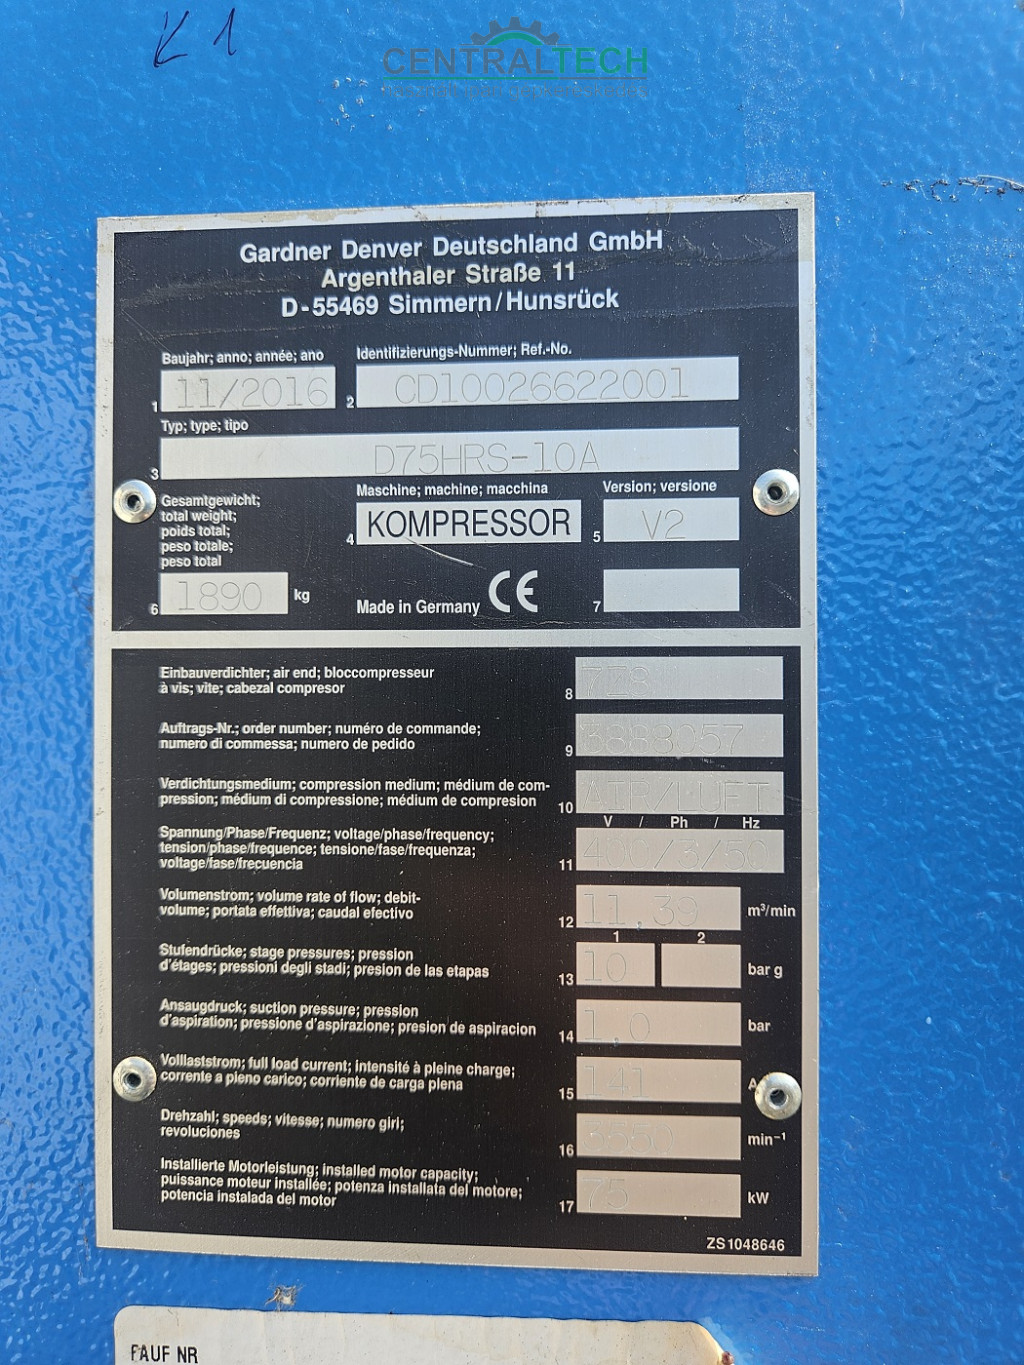 K 1
CENTRALTECH
Gardner Denver Deutschland GmbH
Argenthaler Straße 11
D-55469 Simmern/Hunsrück
Baujahr; anno; année; ano
Identifizierungs-Nummer; Ref.-No.
1 11/2016
2 CD10026622001
Typ; type; tipo
3 D75HRS-10A
Gesamtgewicht;
total weight;
poids total;
peso totale;
peso total
6 1890 kg
Maschine; machine; macchina
4 KOMPRESSOR
Version; versione
5 V2
Made in Germany CE
7
Einbauverdichter; air end; bloccompresseur
à vis; vite; cabezal compresor
8
Auftrags-Nr.; order number; numéro de commande;
numero di commessa; numero de pedido
9
Verdichtungsmedium; compression medium; médium de com-
pression; médium di compressione; médium de compresion
10 AIR/LUFT
V / Ph / Hz
Spannung/Phase/Frequenz; voltage/phase/frequency;
tension/phase/frequence; tensione/fase/frequenza;
voltage/fase/frecuencia
11 /3/50
Volumenstrom; volume rate of flow; debit-
volume; portata effettiva; caudal efectivo
12 11,39 m³/min
1 2
Stufendrücke; stage pressures; pression
d'étages; pressioni degli stadi; presion de las etapas
13 10 bar g
Ansaugdruck; suction pressure; pression
d'aspiration; pressione d'aspirazione; presion de aspiracion
14 1,0 bar
Volllaststrom; full load current; intensité à pleine charge;
corrente a pieno carico; corriente de carga plena
15 141 A
Drehzahl; speeds; vitesse; numero giri;
revoluciones
16 min⁻¹
Installierte Motorleistung; installed motor capacity;
puissance moteur installée; potenza installata del motore;
potencia instalada del motor
17 75 kW
ZS1048646
FAUF NR